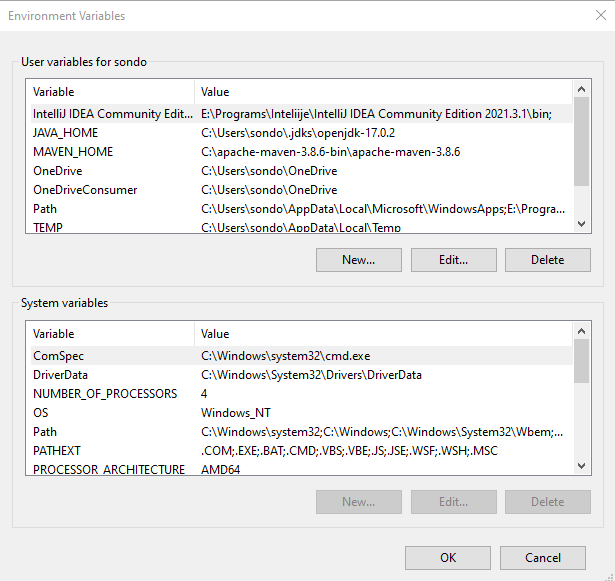 Environment Variables
User variables for sondo
Variable Value
IntelliJ IDEA Community Edit... E:\Programs\Inteliije\IntelliJ IDEA Community Edition 2021.3.1\bin;
JAVA_HOME C:\Users\sondo\.jdks\openjdk-17.0.2
MAVEN_HOME C:\apache-maven-3.8.6-bin\apache-maven-3.8.6
OneDrive C:\Users\sondo\OneDrive
OneDriveConsumer C:\Users\sondo\OneDrive
Path C:\Users\sondo\AppData\Local\Microsoft\WindowsApps;E:\Progra...
TEMP C:\Users\sondo\AppData\Local\Temp
New... Edit... Delete
System variables
Variable Value
ComSpec C:\Windows\system32\cmd.exe
DriverData C:\Windows\System32\Drivers\DriverData
NUMBER_OF_PROCESSORS 4
OS Windows_NT
Path C:\Windows\system32;C:\Windows;C:\Windows\System32\Wbem;...
PATHEXT .COM;.EXE;.BAT;.CMD;.VBS;.VBE;.JS;.JSE;.WSF;.WSH;.MSC
PROCESSOR_ARCHITECTURE AMD64
New... Edit... Delete
OK Cancel